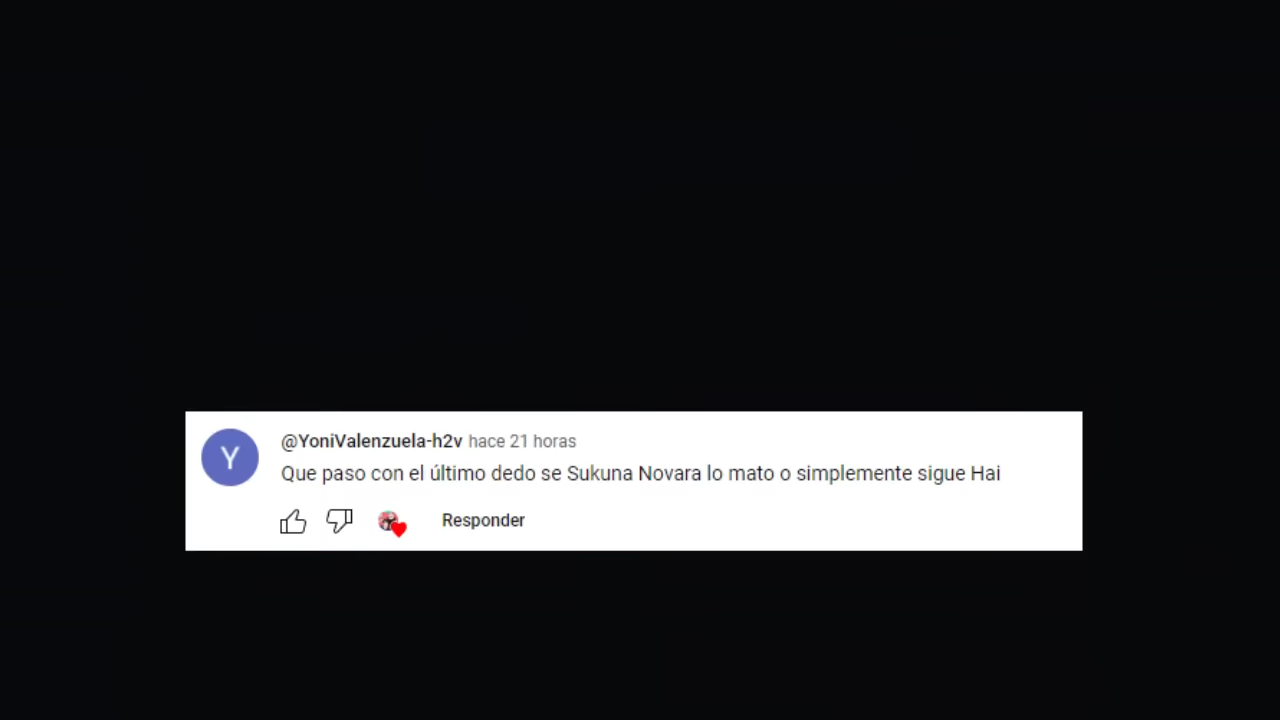 @YoniValenzuela-h2v hace 21 horas
Que paso con el último dedo se Sukuna Novara lo mato o simplemente sigue Hai
Responder
Y